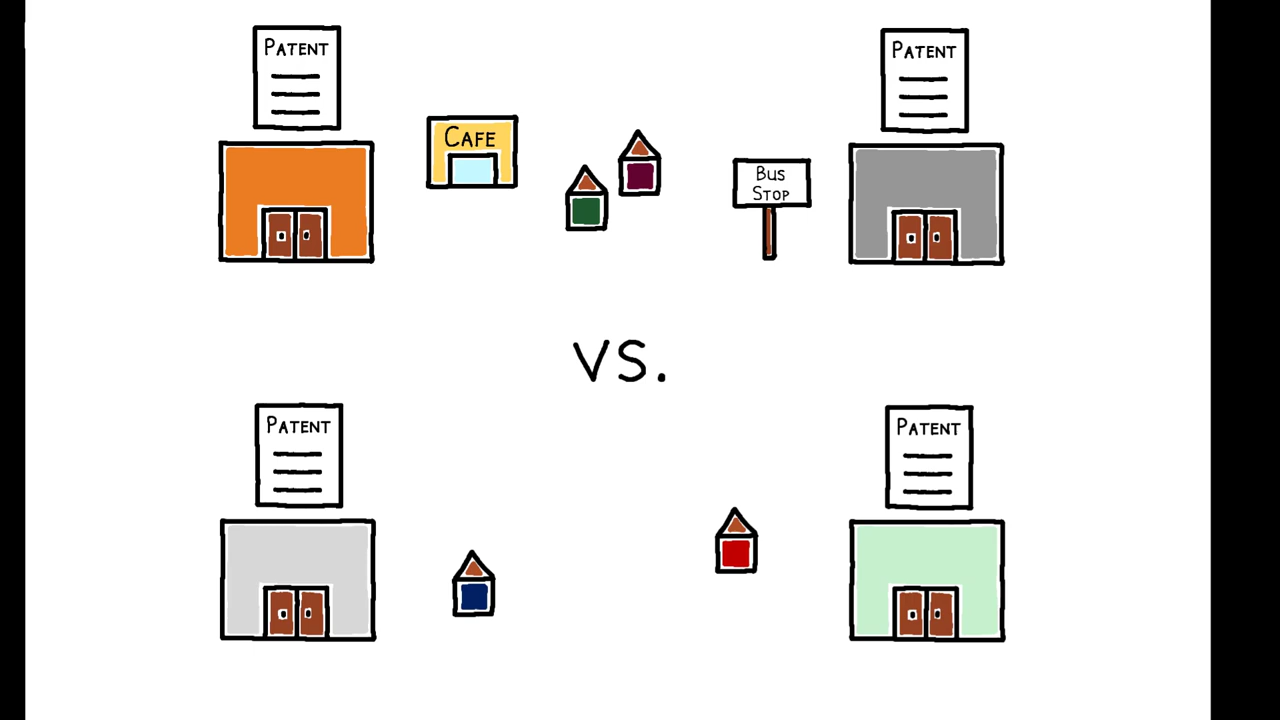 PATENT
PATENT
CAFE
BUS
STOP
VS.
PATENT
PATENT